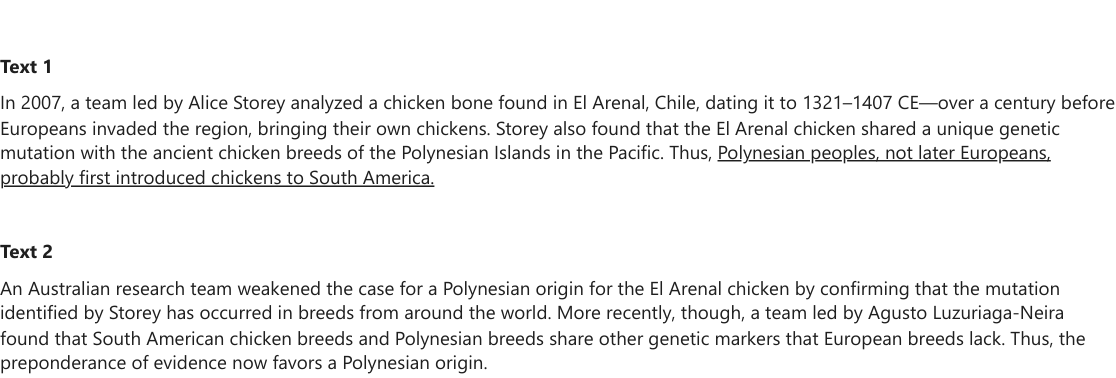 Text 1
In 2007, a team led by Alice Storey analyzed a chicken bone found in El Arenal, Chile, dating it to 1321–1407 CE—over a century before
Europeans invaded the region, bringing their own chickens. Storey also found that the El Arenal chicken shared a unique genetic
mutation with the ancient chicken breeds of the Polynesian Islands in the Pacific. Thus, Polynesian peoples, not later Europeans,
probably first introduced chickens to South America.
Text 2
An Australian research team weakened the case for a Polynesian origin for the El Arenal chicken by confirming that the mutation
identified by Storey has occurred in breeds from around the world. More recently, though, a team led by Agusto Luzuriaga-Neira
found that South American chicken breeds and Polynesian breeds share other genetic markers that European breeds lack. Thus, the
preponderance of evidence now favors a Polynesian origin.